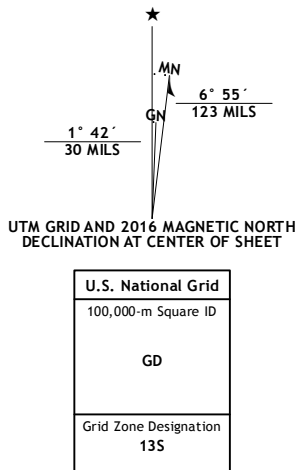 ★
MN
GN
6° 55´
123 MILS
1° 42´
30 MILS
UTM GRID AND 2016 MAGNETIC NORTH
DECLINATION AT CENTER OF SHEET
U.S. National Grid
100,000-m Square ID
GD
Grid Zone Designation
13S